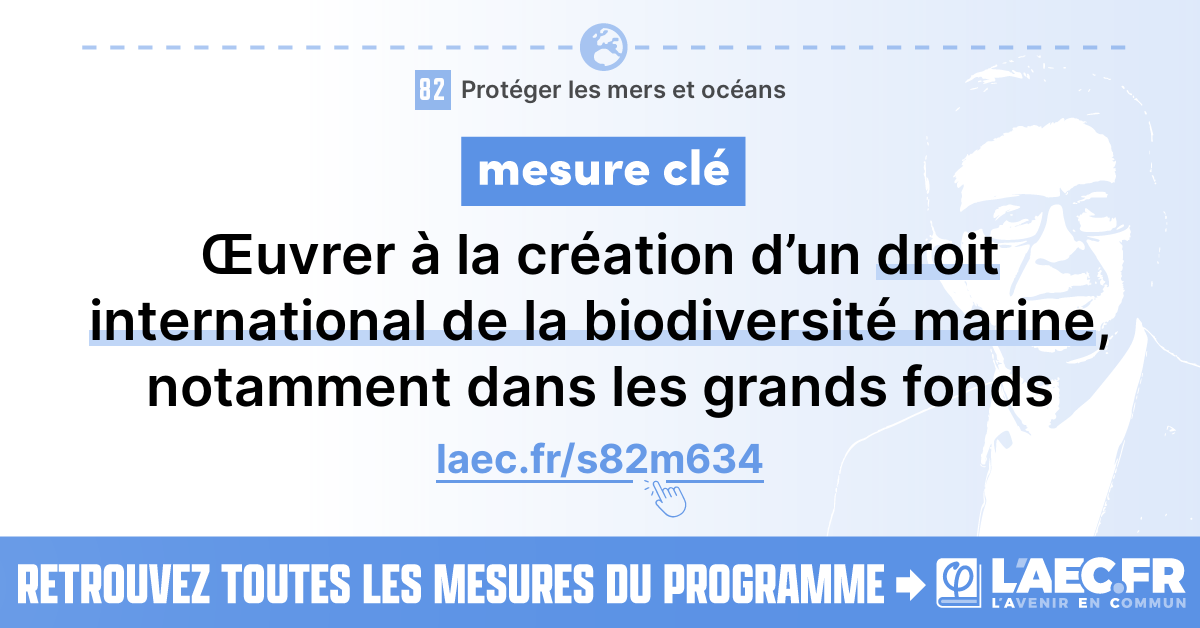 82 Protéger les mers et océans
mesure clé
Œuvrer à la création d’un droit
international de la biodiversité marine,
notamment dans les grands fonds
laec.fr/s82m634
RETROUVEZ TOUTES LES MESURES DU PROGRAMME
φ L'AEC.FR
L'AVENIR EN COMMUN